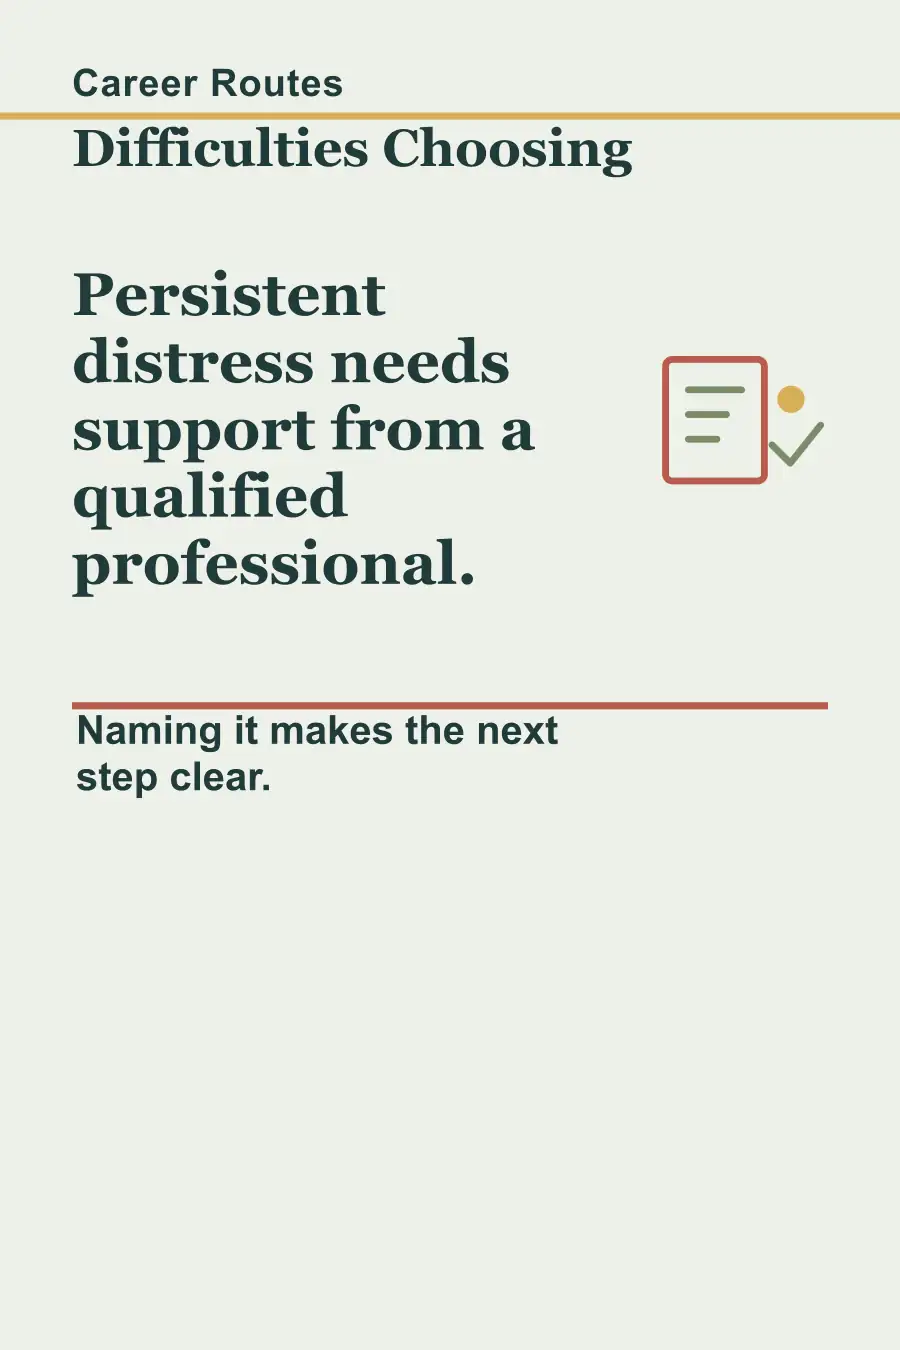 Career Routes
Difficulties Choosing
Persistent
distress needs
support from a
qualified
professional.
Naming it makes the next
step clear.